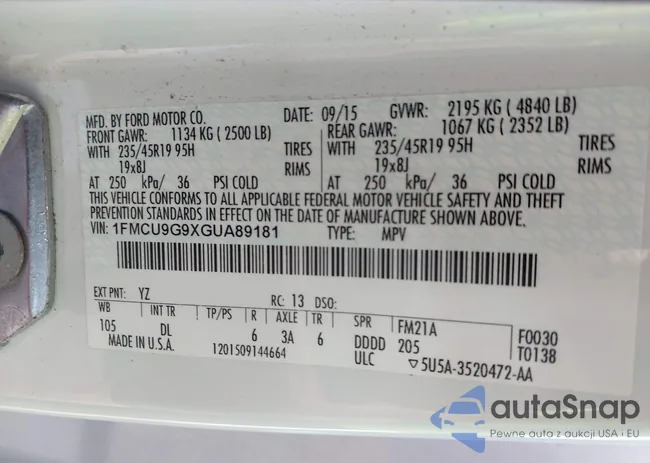 MFD. BY FORD MOTOR CO. DATE: 09/15 GVWR: 2195 KG ( 4840 LB)
FRONT GAWR: 1134 KG ( 2500 LB) REAR GAWR: 1067 KG ( 2352 LB)
WITH 235/45R19 95H TIRES WITH 235/45R19 95H TIRES
19x8J RIMS 19x8J RIMS
AT 250 kPa/ 36 PSI COLD AT 250 kPa/ 36 PSI COLD
THIS VEHICLE CONFORMS TO ALL APPLICABLE FEDERAL MOTOR VEHICLE SAFETY AND THEFT
PREVENTION STANDARDS IN EFFECT ON THE DATE OF MANUFACTURE SHOWN ABOVE.
VIN: 1FMCU9G9XGUA89181 TYPE: MPV
EXT PNT: YZ RC: 13 DSO:
WB INT TR TP/PS R AXLE TR SPR FM21A F0030
105 DL 6 3A 6 DDDD 205 T0138
MADE IN U.S.A. 1201509144664 ULC ▽5U5A-3520472-AA
autaSnap
Pewne auta z aukcji USA i EU